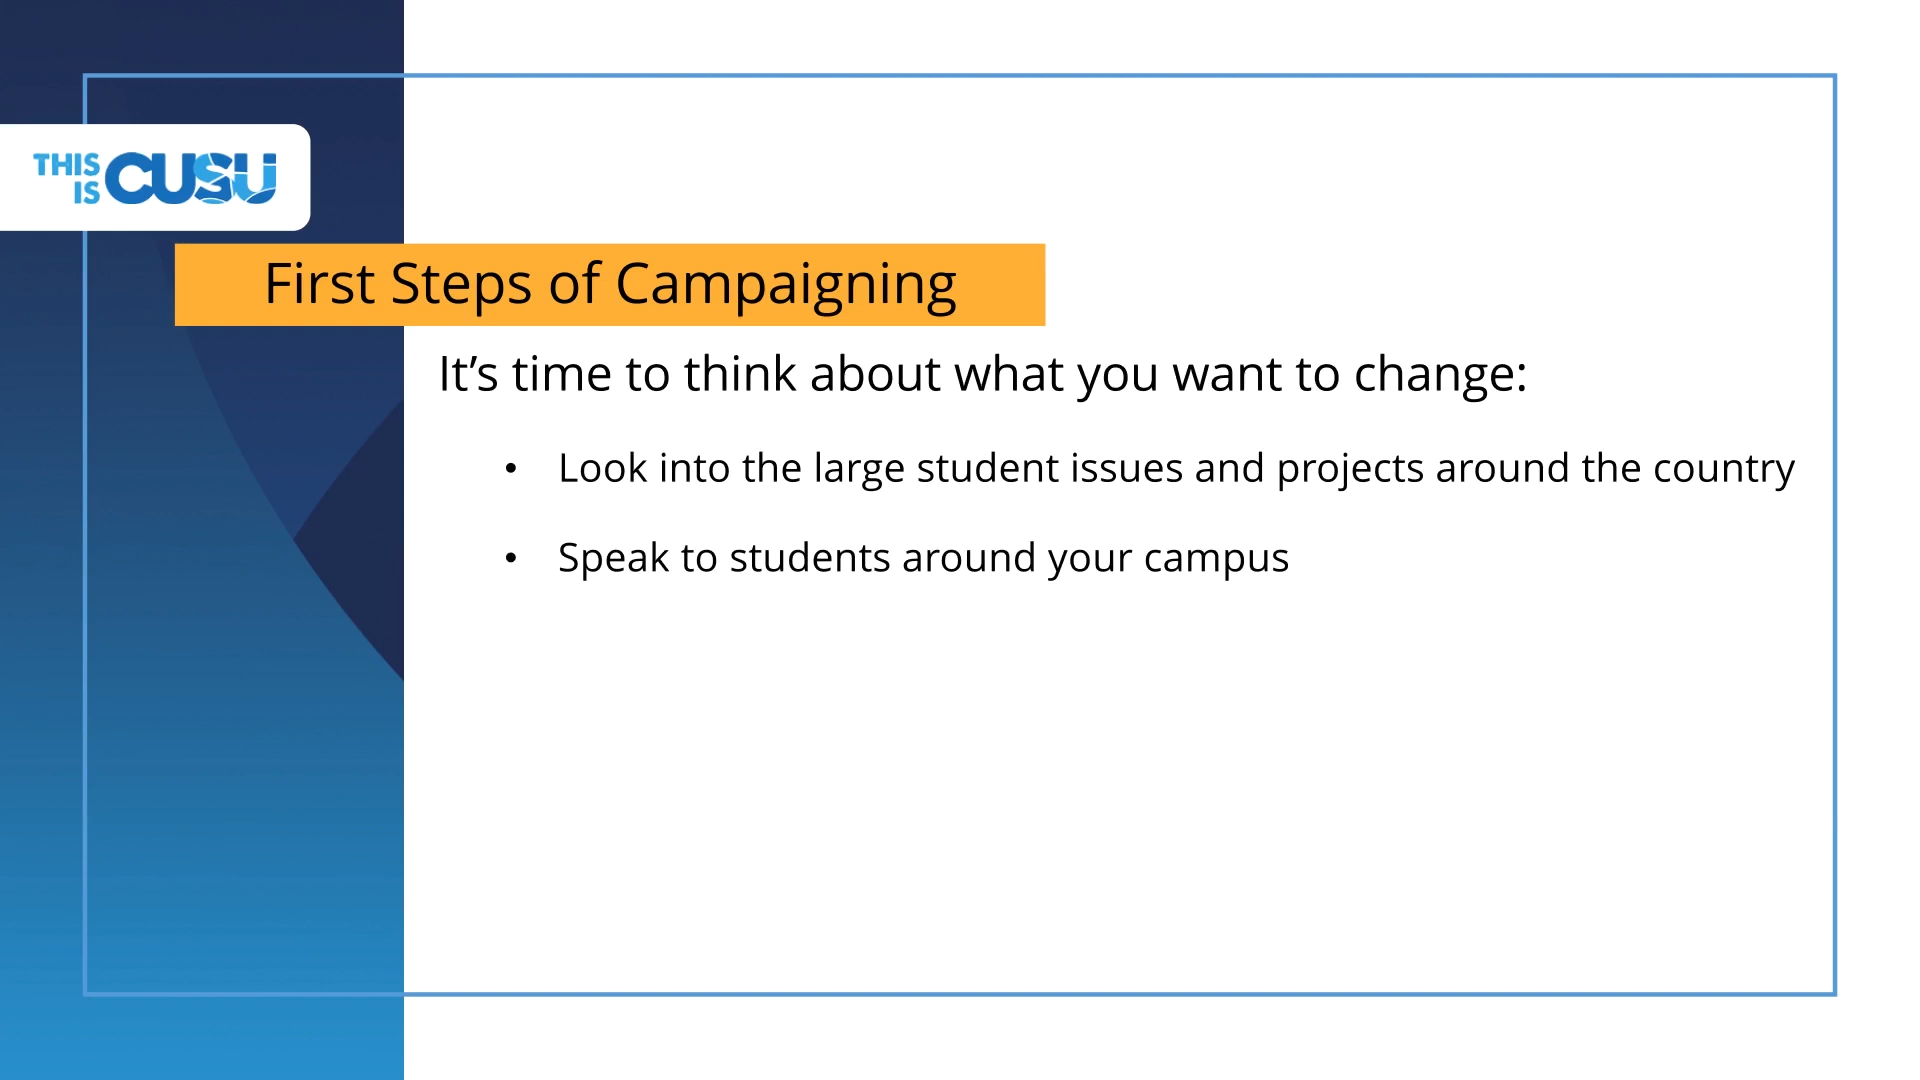 THIS
IS CUSU
First Steps of Campaigning
It’s time to think about what you want to change:
• Look into the large student issues and projects around the country
• Speak to students around your campus